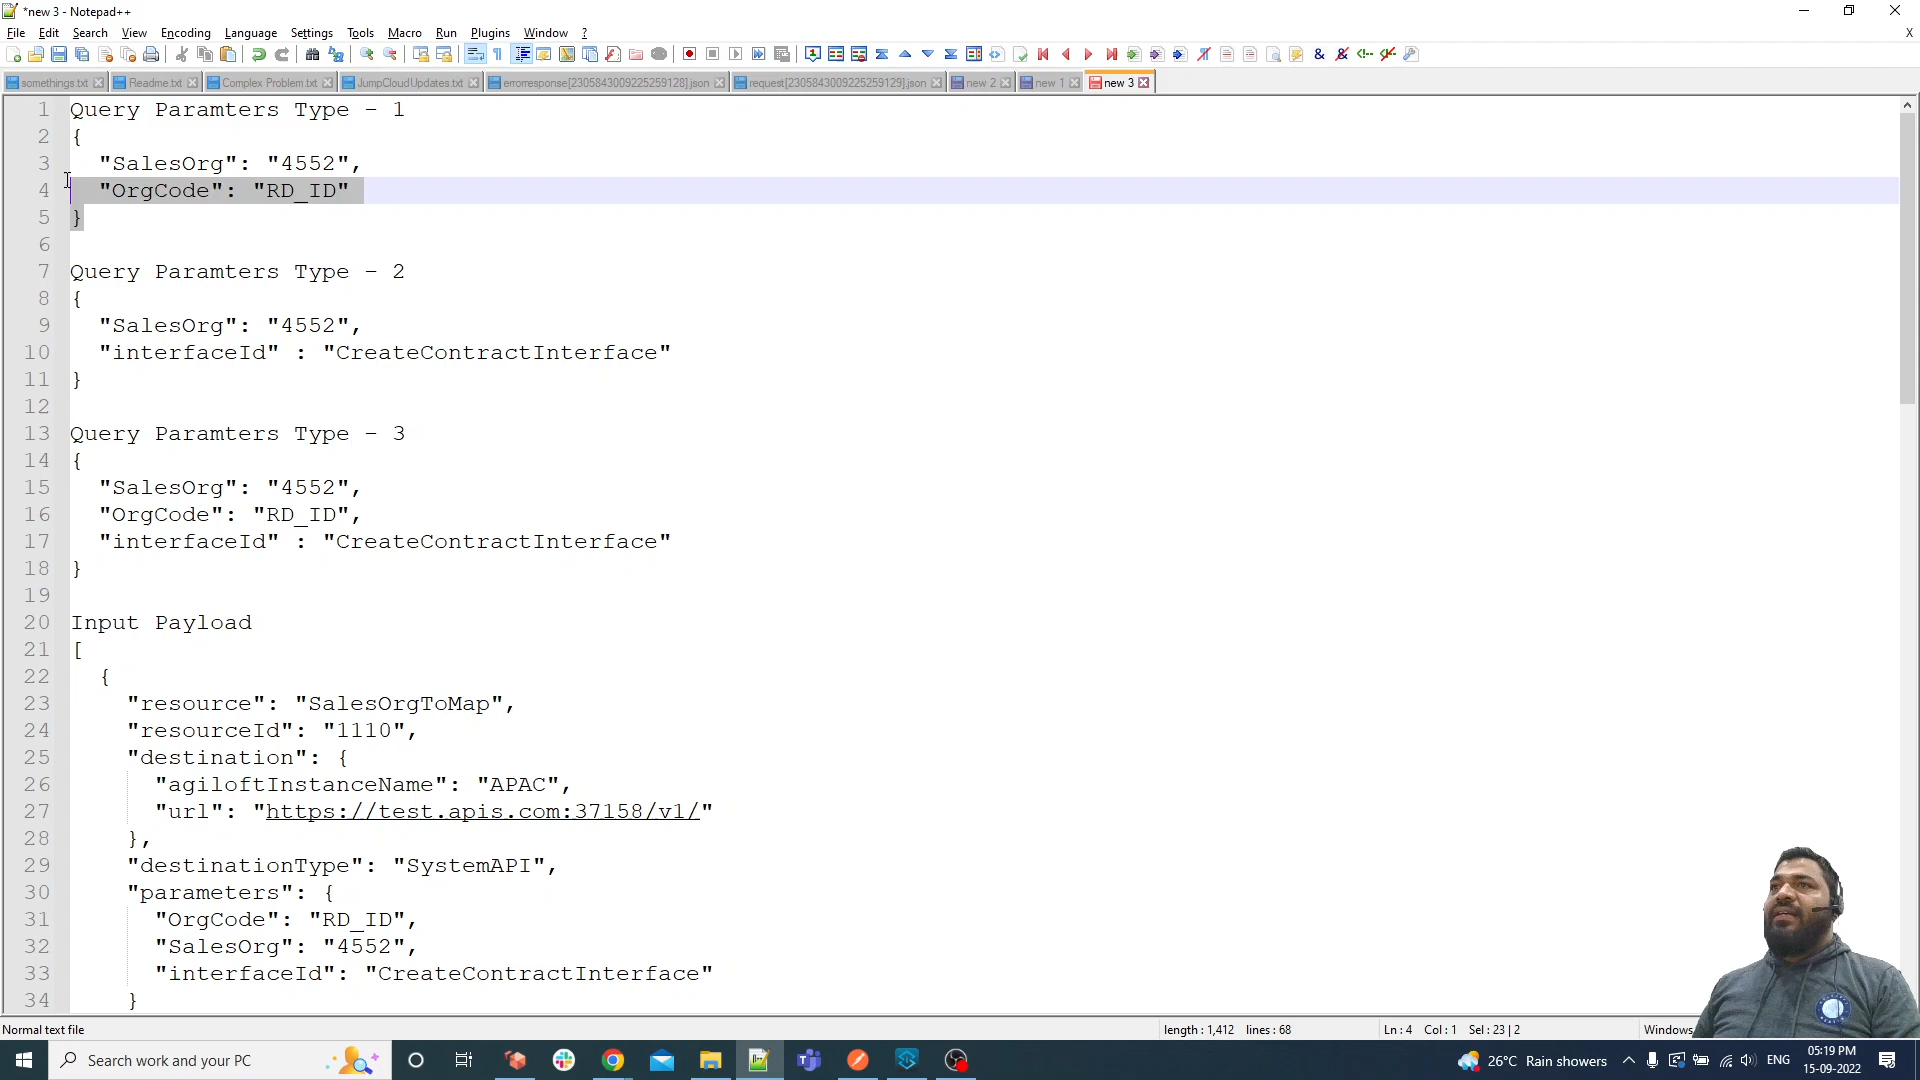 *new 3 - Notepad++
File Edit Search View Encoding Language Settings Tools Macro Run Plugins Window ? X
somethings.txt Readme.txt Complex Problem.txt JumpCloudUpdates.txt errorresponse[2305843009225259128].json request[2305843009225259129].json new 2 new 1 new 3
1 Query Paramters Type - 1
2 {
3 "SalesOrg": "4552",
4 "OrgCode": "RD_ID"
5 }
6
7 Query Paramters Type - 2
8 {
9 "SalesOrg": "4552",
10 "interfaceId" : "CreateContractInterface"
11 }
12
13 Query Paramters Type - 3
14 {
15 "SalesOrg": "4552",
16 "OrgCode": "RD_ID",
17 "interfaceId" : "CreateContractInterface"
18 }
19
20 Input Payload
21 [
22 {
23 "resource": "SalesOrgToMap",
24 "resourceId": "1110",
25 "destination": {
26 "agiloftInstanceName": "APAC",
27 "url": "https://test.apis.com:37158/v1/"
28 },
29 "destinationType": "SystemAPI",
30 "parameters": {
31 "OrgCode": "RD_ID",
32 "SalesOrg": "4552",
33 "interfaceId": "CreateContractInterface"
34 }
Normal text file length : 1,412 lines : 68 Ln : 4 Col : 1 Sel : 23 | 2 Windows
Search work and your PC 26°C Rain showers ENG 05:19 PM
15-09-2022